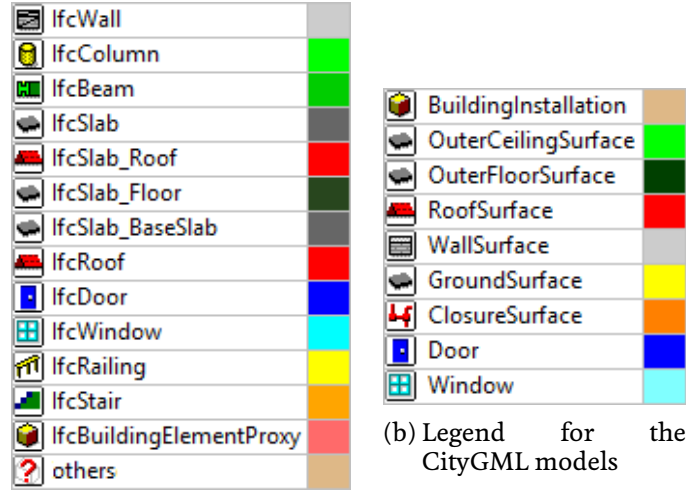 IfcWall
IfcColumn
IfcBeam
IfcSlab
IfcSlab_Roof
IfcSlab_Floor
IfcSlab_BaseSlab
IfcRoof
IfcDoor
IfcWindow
IfcRailing
IfcStair
IfcBuildingElementProxy
others
BuildingInstallation
OuterCeilingSurface
OuterFloorSurface
RoofSurface
WallSurface
GroundSurface
ClosureSurface
Door
Window
(b) Legend for the
CityGML models